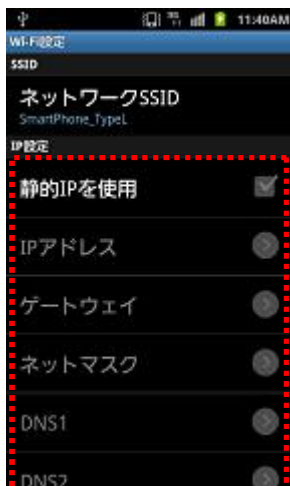 11:40AM
Wi-Fi設定
SSID
ネットワークSSID
SmartPhone_TypeL
IP設定
静的IPを使用
IPアドレス
ゲートウェイ
ネットマスク
DNS1
DNS2